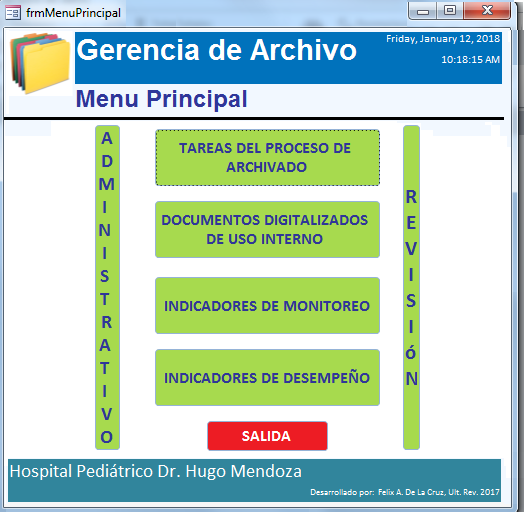 frmMenuPrincipal
Gerencia de Archivo
Friday, January 12, 2018
10:18:15 AM
Menu Principal
ADMINISTRATIVO
TAREAS DEL PROCESO DE
ARCHIVADO
DOCUMENTOS DIGITALIZADOS
DE USO INTERNO
INDICADORES DE MONITOREO
INDICADORES DE DESEMPEÑO
REVISIóN
SALIDA
Hospital Pediátrico Dr. Hugo Mendoza
Desarrollado por: Felix A. De La Cruz, Ult. Rev. 2017